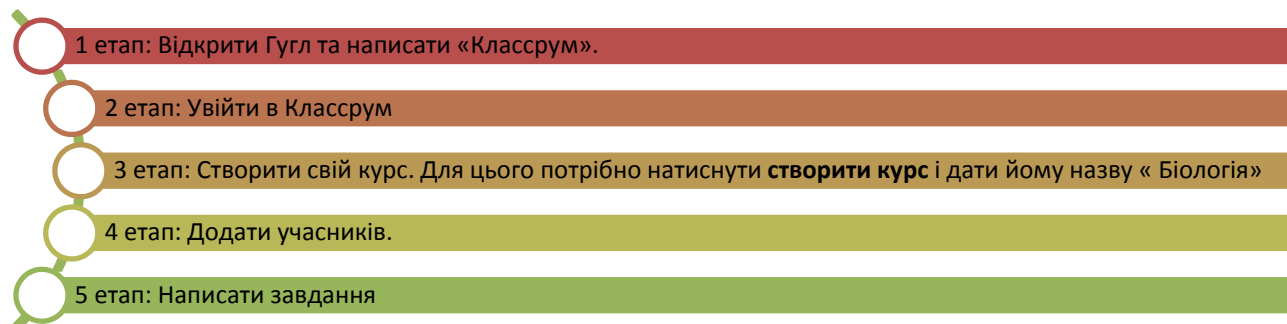 1 етап: Відкрити Гугл та написати «Классрум».
2 етап: Увійти в Классрум
3 етап: Створити свій курс. Для цього потрібно натиснути створити курс і дати йому назву « Біологія»
4 етап: Додати учасників.
5 етап: Написати завдання